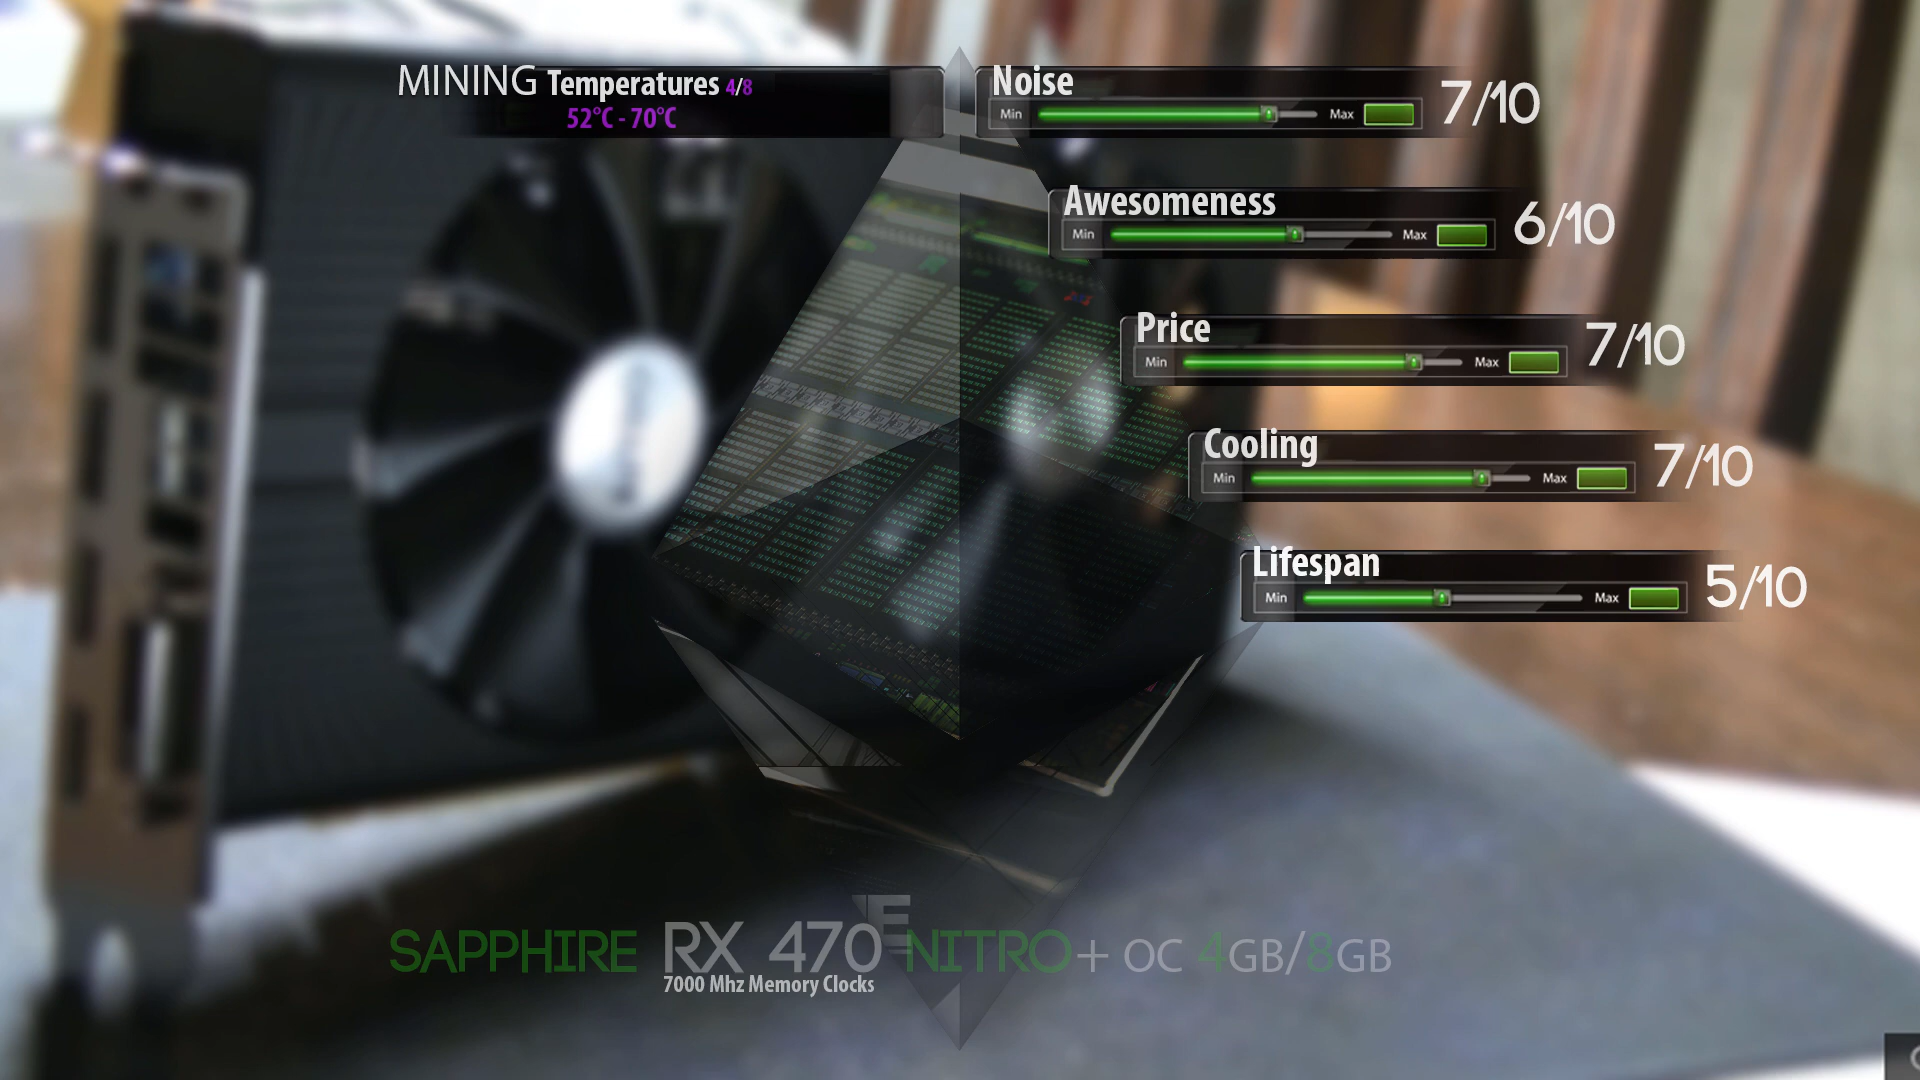 MINING Temperatures 4/8
52°C - 70°C
Noise
Min Max 7/10
Awesomeness
Min Max 6/10
Price
Min Max 7/10
Cooling
Min Max 7/10
Lifespan
Min Max 5/10
SAPPHIRE RX 470 NITRO+ OC 4GB/8GB
7000 Mhz Memory Clocks